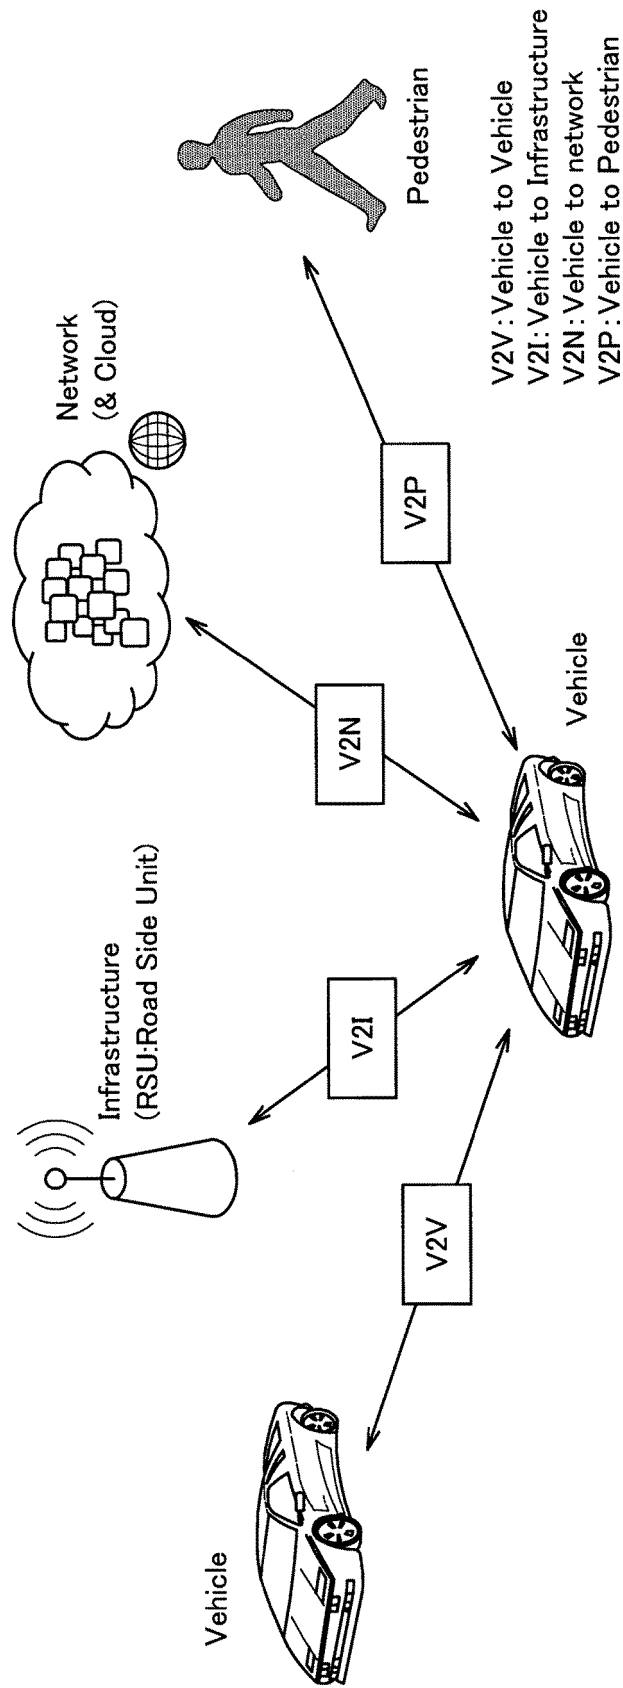 Vehicle
Infrastructure
(RSU:Road Side Unit)
Network
(& Cloud)
Pedestrian
V2V
V2I
V2N
V2P
Vehicle
V2V: Vehicle to Vehicle
V2I: Vehicle to Infrastructure
V2N: Vehicle to network
V2P: Vehicle to Pedestrian